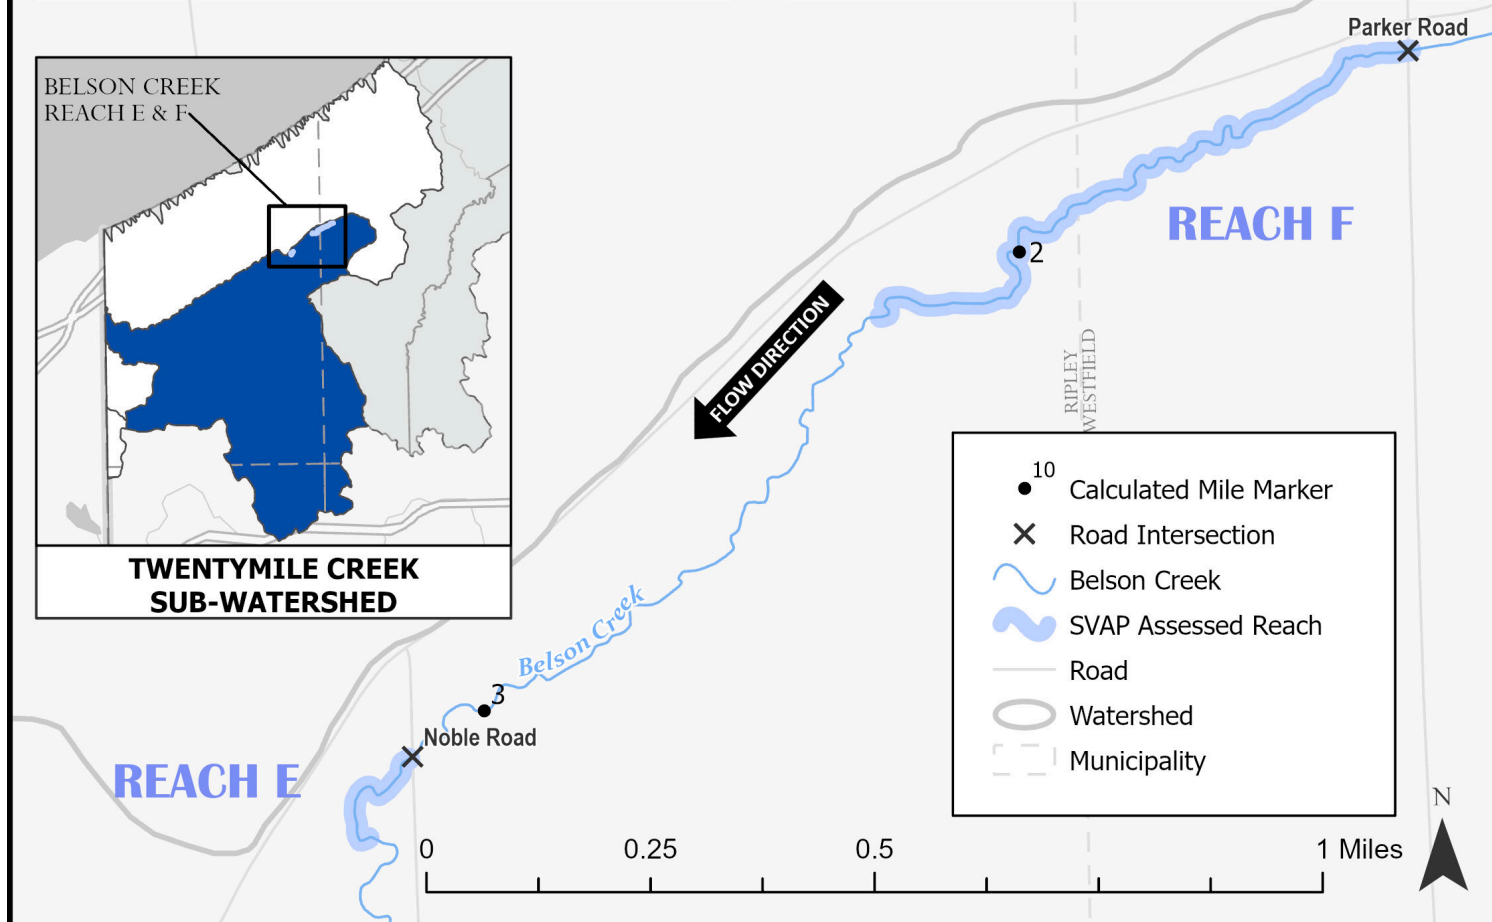 Parker Road
BELSON CREEK
REACH E & F
REACH F
2
FLOW DIRECTION
RIPLEY
WESTFIELD
10
Calculated Mile Marker
Road Intersection
Belson Creek
SVAP Assessed Reach
Road
Watershed
Municipality
TWENTYMILE CREEK
SUB-WATERSHED
Belson Creek
3
Noble Road
REACH E
N
0 0.25 0.5 1 Miles